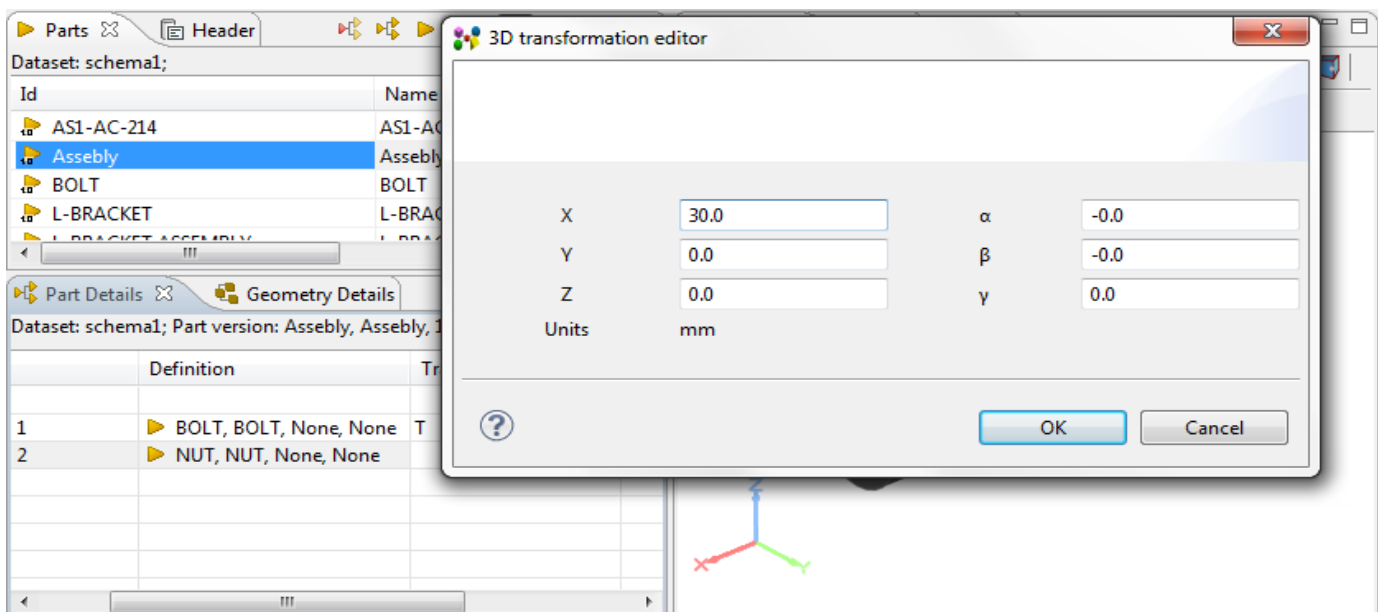 Parts Header
Dataset: schema1;
Id Name
AS1-AC-214 AS1-AC
Assebly Assebly
BOLT BOLT
L-BRACKET L-BRAC
L-BRACKET-ASSEMBLY L-BRAC
Part Details Geometry Details
Dataset: schema1; Part version: Assebly, Assebly, 1
Definition Tr
1 BOLT, BOLT, None, None T
2 NUT, NUT, None, None
3D transformation editor
X 30.0 α -0.0
Y 0.0 β -0.0
Z 0.0 γ 0.0
Units mm
? OK Cancel
Z
X Y